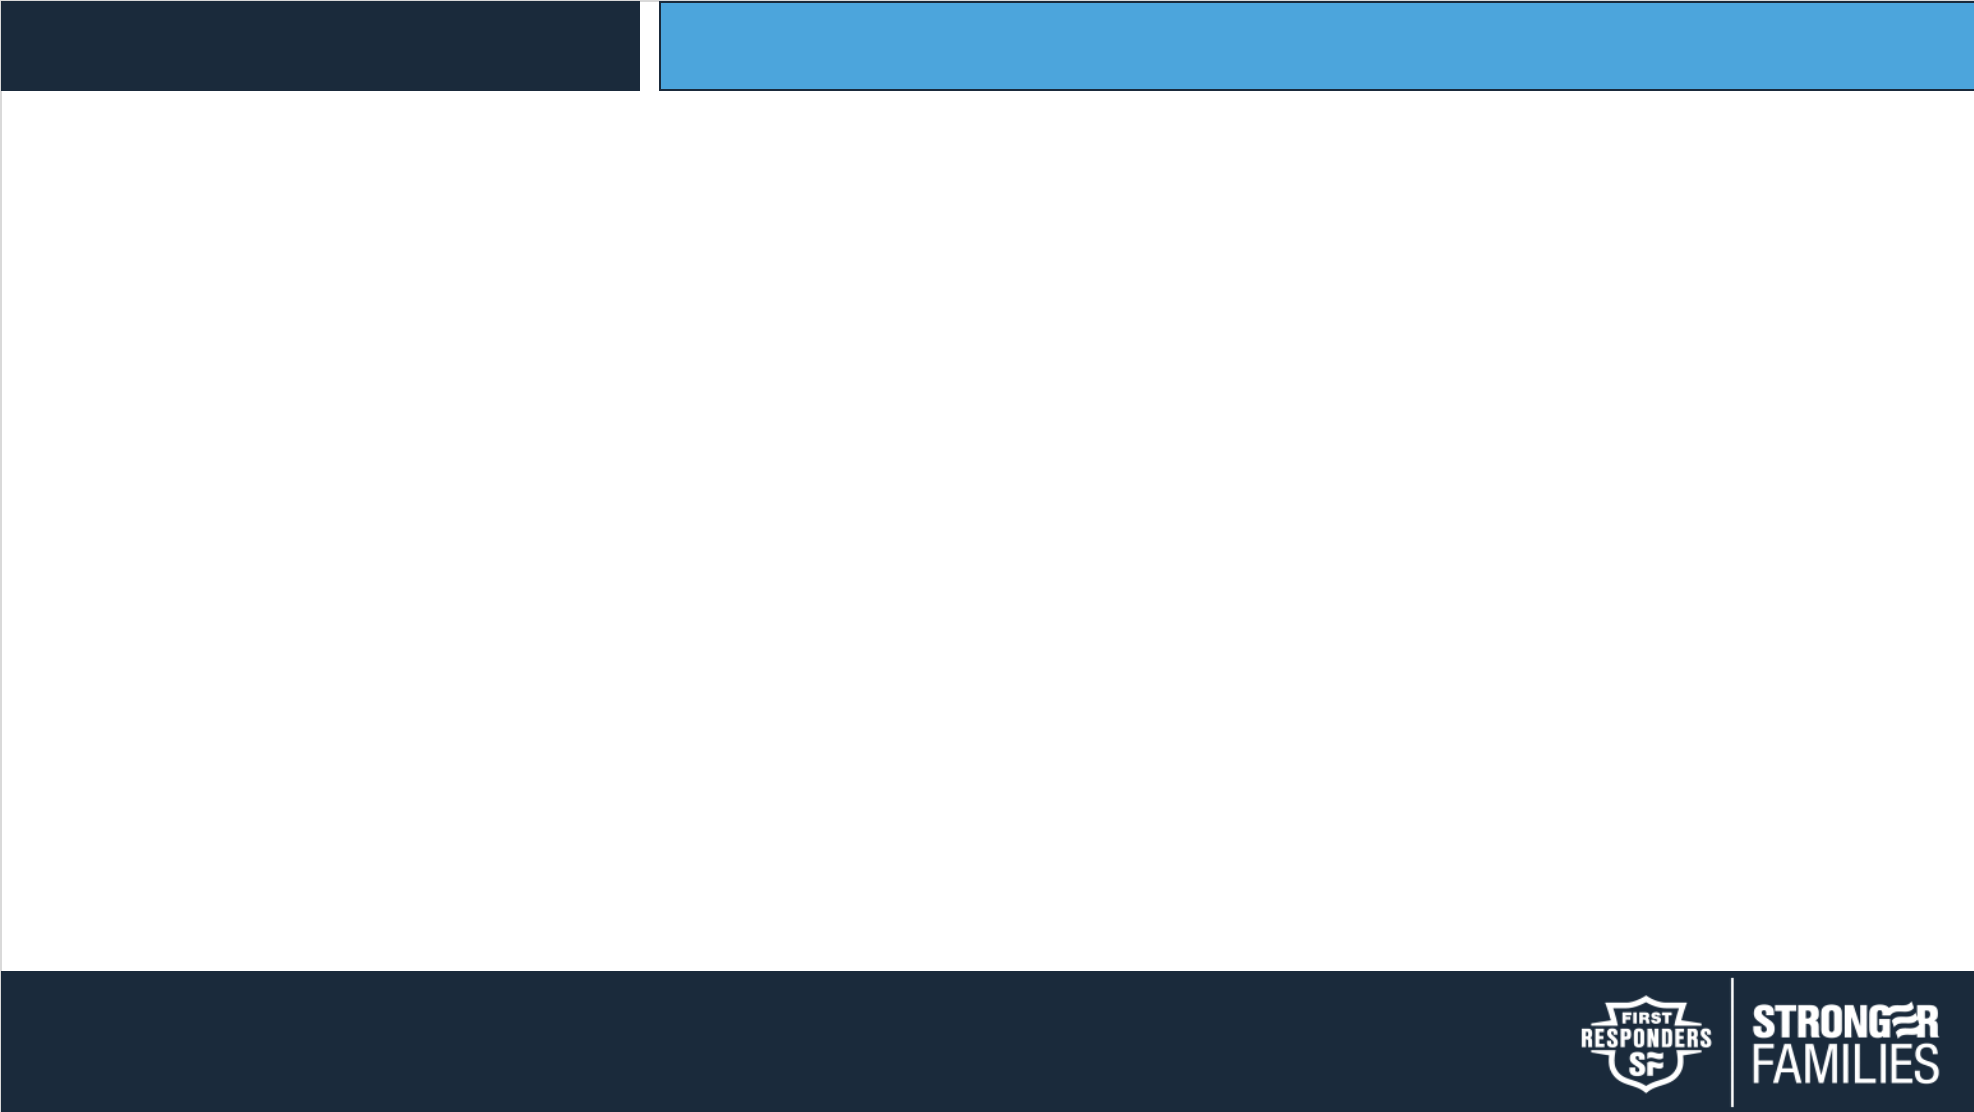 FIRST
RESPONDERS
SF
STRONGER
FAMILIES